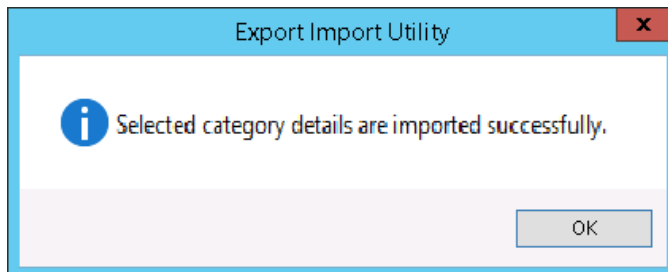 Export Import Utility
x
Selected category details are imported successfully.
OK